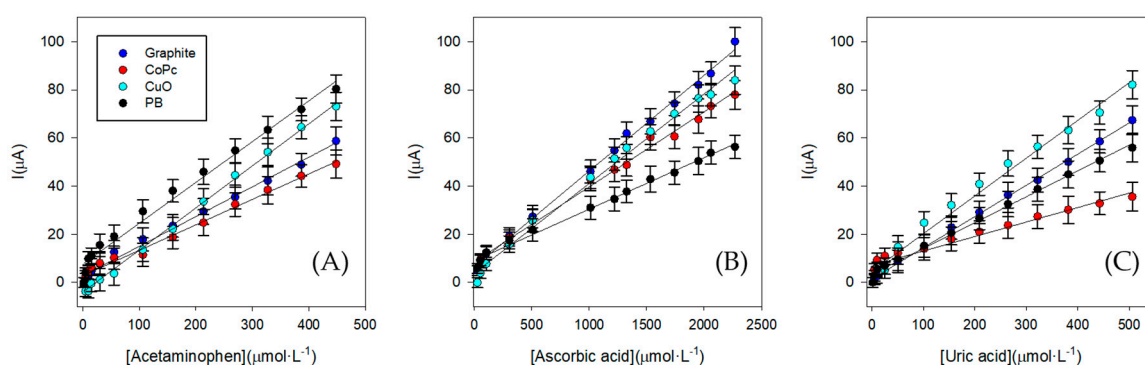 Graphite
CoPc
CuO
PB
I(μA)
100
80
60
40
20
0
(A)
0 100 200 300 400 500
[Acetaminophen](μmol·L⁻¹)
I(μA)
100
80
60
40
20
0
(B)
0 500 1000 1500 2000 2500
[Ascorbic acid](μmol·L⁻¹)
I(μA)
100
80
60
40
20
0
(C)
0 100 200 300 400 500
[Uric acid](μmol·L⁻¹)